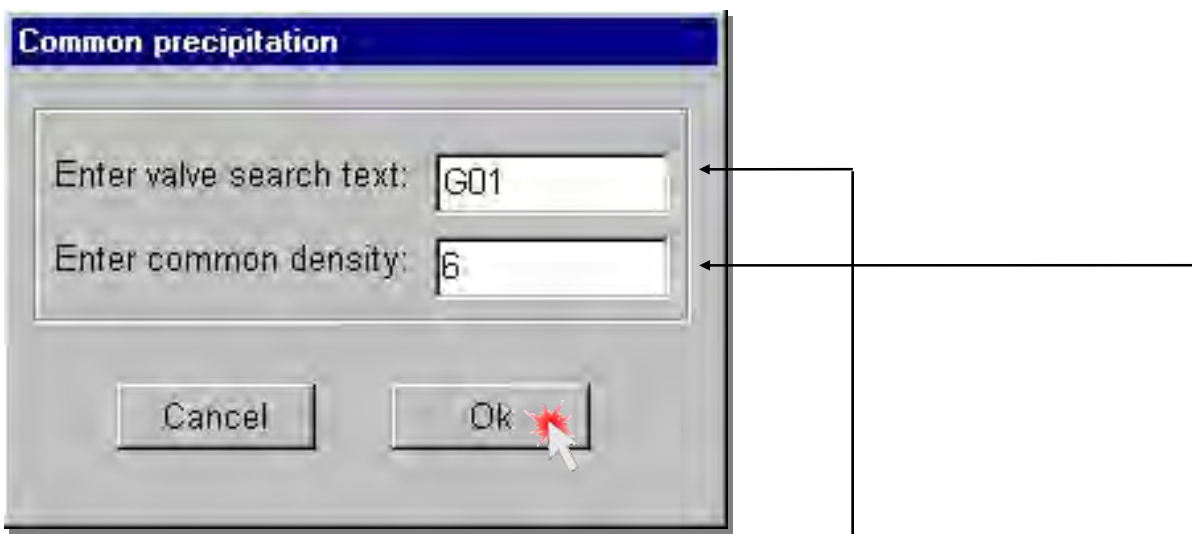 Common precipitation
Enter valve search text: G01
Enter common density: 6
Cancel Ok